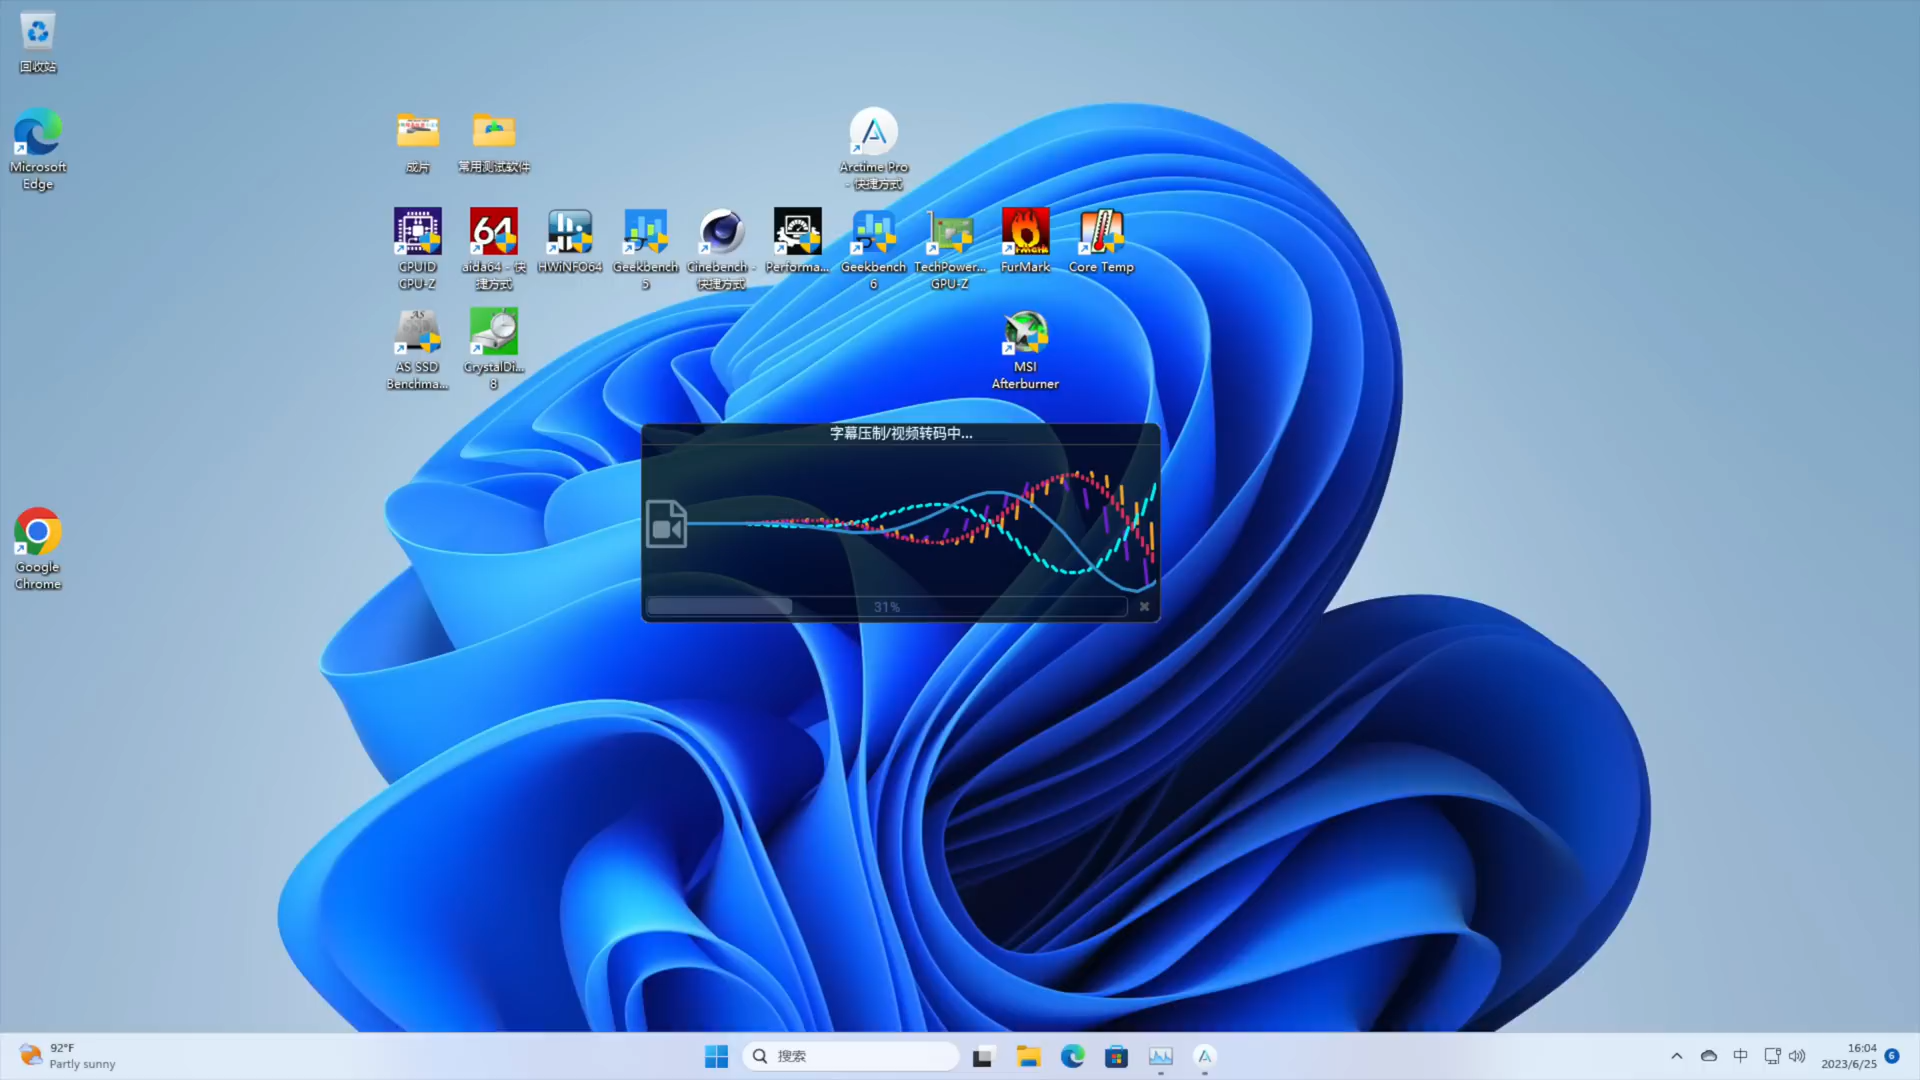 回收站
Microsoft
Edge
成片
常用测试软件
Arctime Pro
- 快捷方式
CPUID
CPU-Z
64
aida64 - 快
捷方式
HWiNFO64
Geekbench
5
Cinebench -
快捷方式
Performa...
Geekbench
6
TechPower...
GPU-Z
FurMark
Core Temp
AS SSD
Benchma...
CrystalDi...
8
MSI
Afterburner
字幕压制/视频转码中...
31%
Google
Chrome
92°F
Partly sunny
搜索
中
16:04
2023/6/25
6